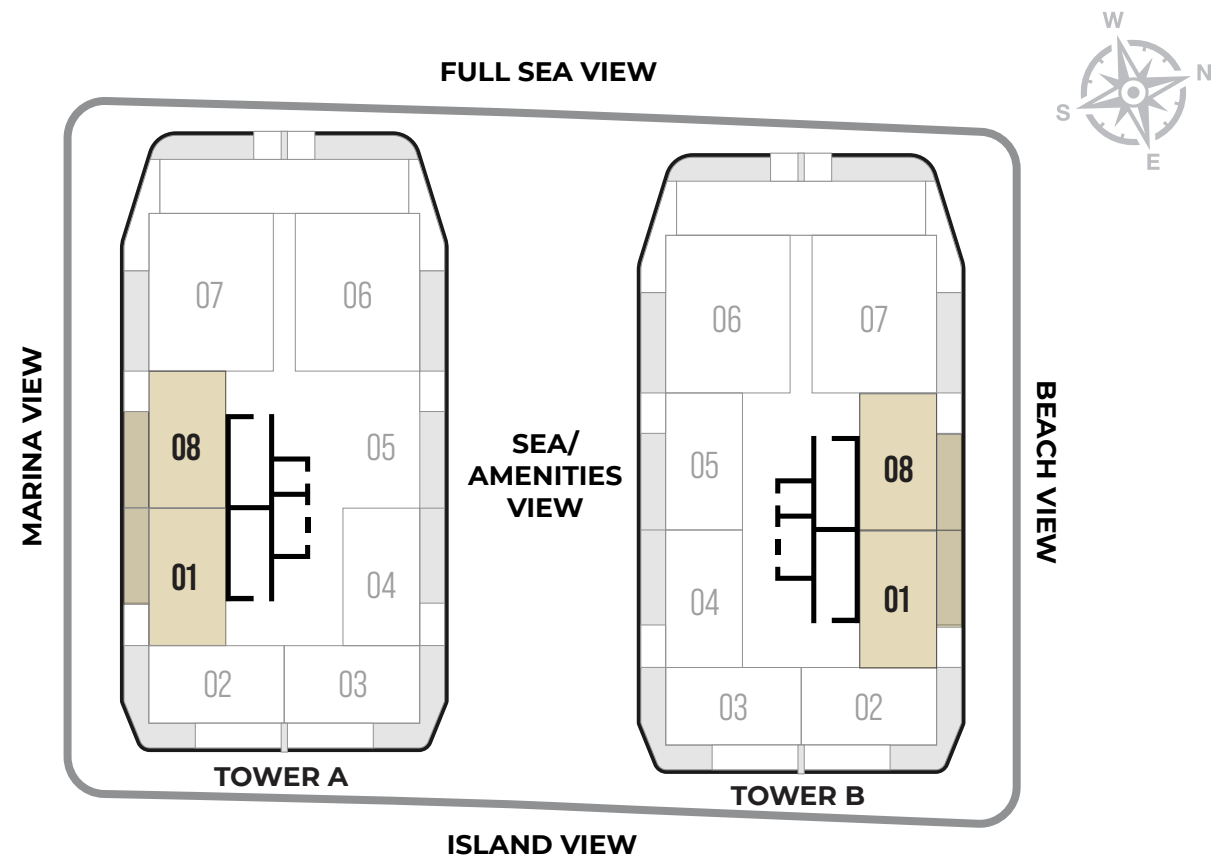 W
N
S
E
FULL SEA VIEW
07
06
06
07
MARINA VIEW
08
05
SEA/
AMENITIES
VIEW
05
08
BEACH VIEW
01
04
04
01
02
03
03
02
TOWER A
TOWER B
ISLAND VIEW